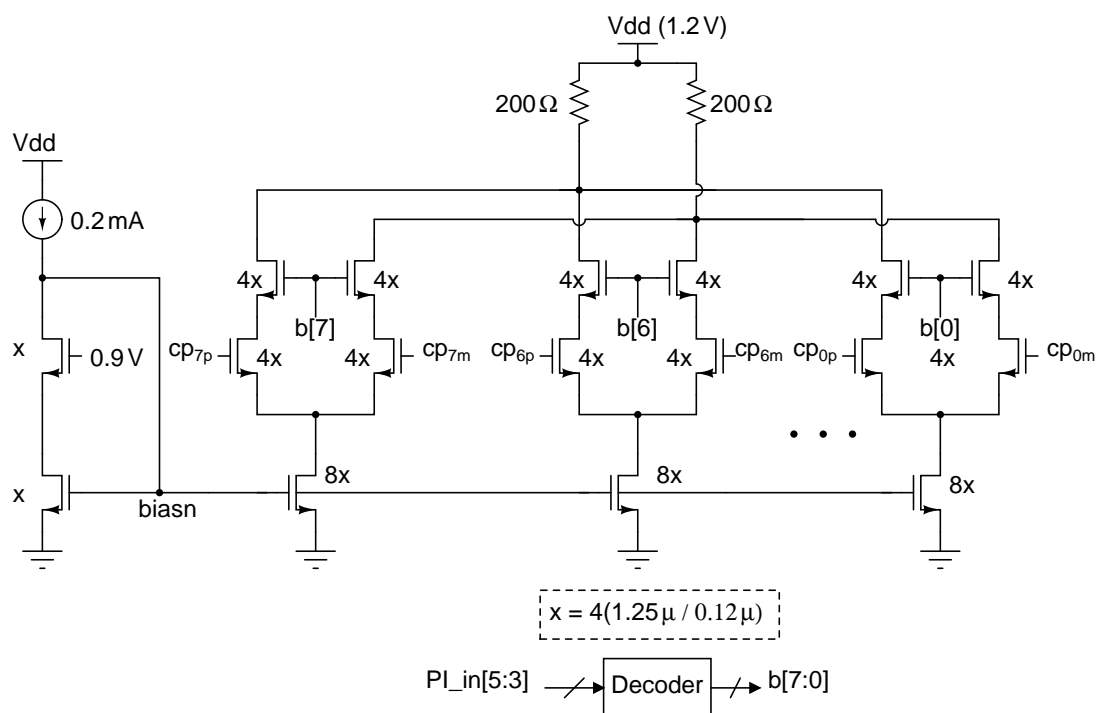 Vdd (1.2 V)
200 Ω
200 Ω
Vdd
0.2 mA
4x
4x
4x
4x
4x
4x
b[7]
b[6]
b[0]
x
0.9 V
cp7p
4x
4x
cp7m
cp6p
4x
4x
cp6m
cp0p
4x
cp0m
x
biasn
8x
8x
8x
x = 4(1.25 µ / 0.12 µ)
PI_in[5:3]
Decoder
b[7:0]